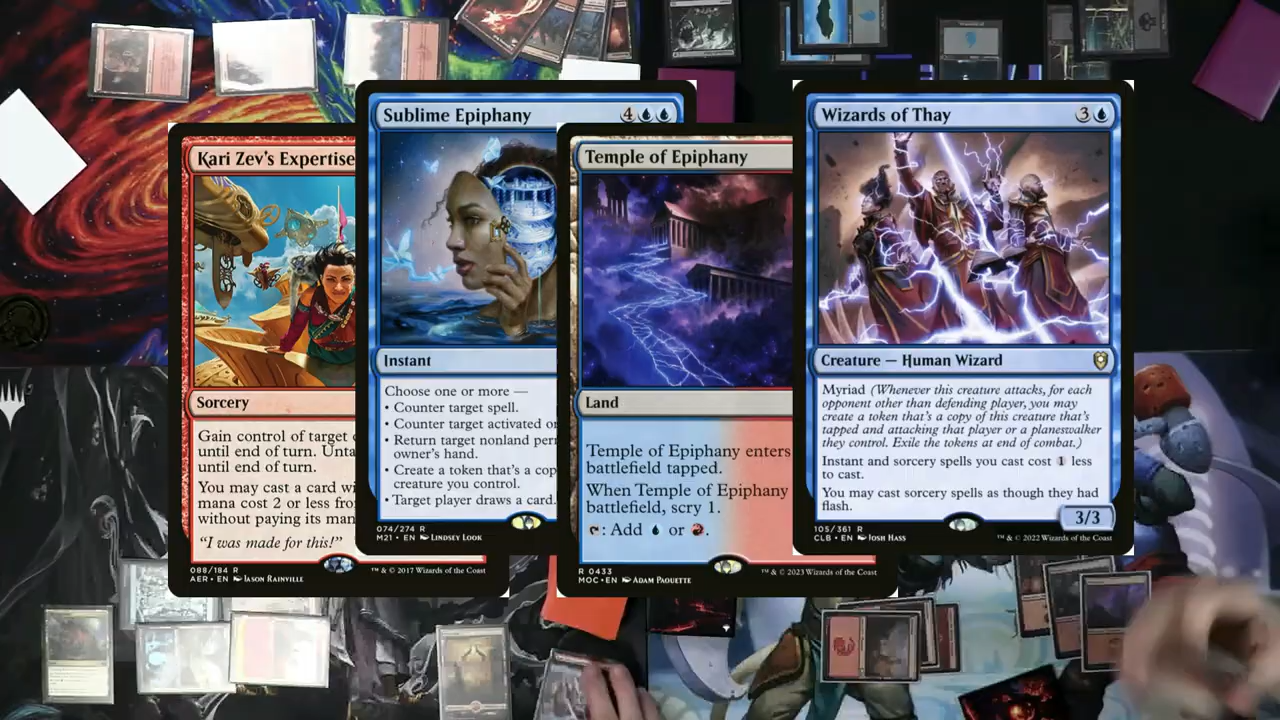 Kari Zev's Expertise
Sorcery
Gain control of target
until end of turn. Unta
until end of turn.
You may cast a card wi
mana cost 2 or less from
without paying its man
"I was made for this!"
088/184 R
AER • EN Jason Rainville
™ & © 2017 Wizards of the Coast
Sublime Epiphany
4
Instant
Choose one or more —
• Counter target spell.
• Counter target activated or
• Return target nonland per
owner's hand.
• Create a token that's a cop
creature you control.
• Target player draws a card.
074/274 R
M21 • EN Lindsey Look
Temple of Epiphany
Land
Temple of Epiphany enters
battlefield tapped.
When Temple of Epiphany
battlefield, scry 1.
: Add or .
R 0433
MOC • EN Adam Paquette
™ & © 2023 Wizards of the Coast
Wizards of Thay
3
Creature — Human Wizard
Myriad (Whenever this creature attacks, for each
opponent other than defending player, you may
create a token that's a copy of this creature that's
tapped and attacking that player or a planeswalker
they control. Exile the tokens at end of combat.)
Instant and sorcery spells you cast cost 1 less
to cast.
You may cast sorcery spells as though they had
flash.
3/3
105/361 R
CLB • EN Josh Hass
™ & © 2022 Wizards of the Coast